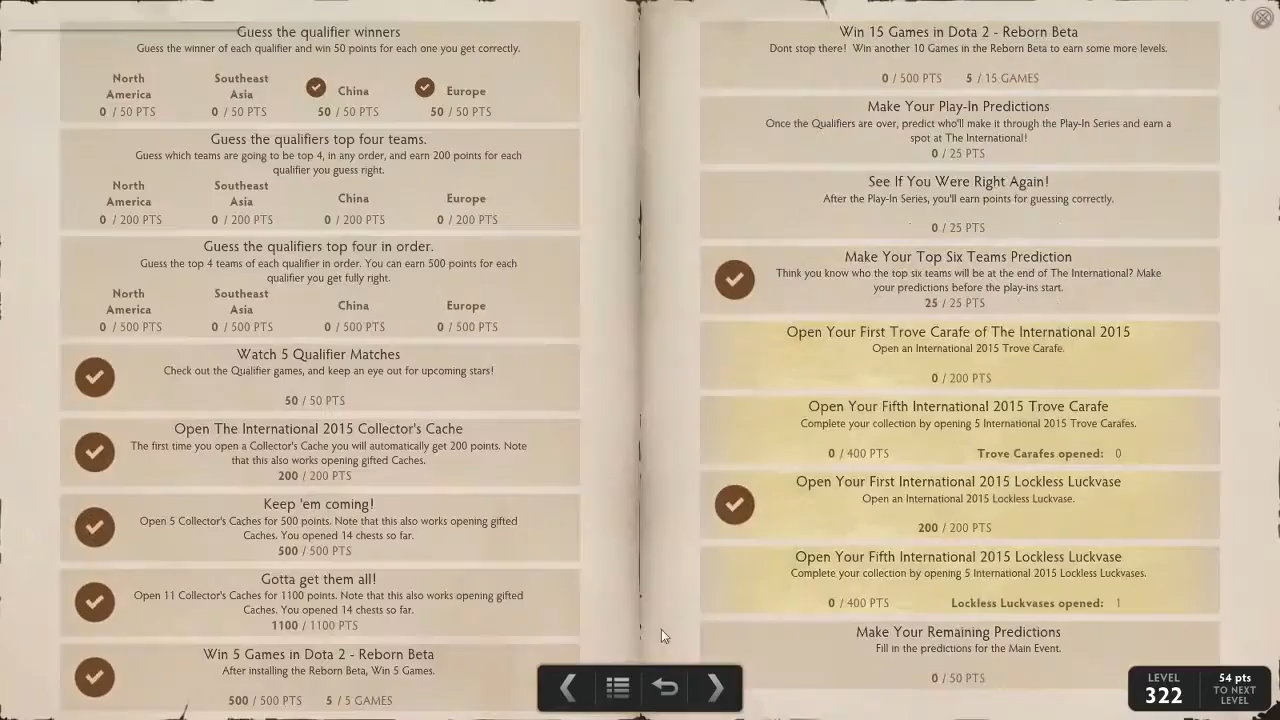 Guess the qualifier winners
Guess the winner of each qualifier and win 50 points for each one you get correctly.
North America
Southeast Asia
China
Europe
0 / 50 PTS
0 / 50 PTS
50 / 50 PTS
50 / 50 PTS
Guess the qualifiers top four teams.
Guess which teams are going to be top 4, in any order, and earn 200 points for each
qualifier you guess right.
North America
Southeast Asia
China
Europe
0 / 200 PTS
0 / 200 PTS
0 / 200 PTS
0 / 200 PTS
Guess the qualifiers top four in order.
Guess the top 4 teams of each qualifier in order. You can earn 500 points for each
qualifier you get fully right.
North America
Southeast Asia
China
Europe
0 / 500 PTS
0 / 500 PTS
0 / 500 PTS
0 / 500 PTS
Watch 5 Qualifier Matches
Check out the Qualifier games, and keep an eye out for upcoming stars!
50 / 50 PTS
Open The International 2015 Collector's Cache
The first time you open a Collector's Cache you will automatically get 200 points. Note
that this also works opening gifted Caches.
200 / 200 PTS
Keep 'em coming!
Open 5 Collector's Caches for 500 points. Note that this also works opening gifted
Caches. You opened 14 chests so far.
500 / 500 PTS
Gotta get them all!
Open 11 Collector's Caches for 1100 points. Note that this also works opening gifted
Caches. You opened 14 chests so far.
1100 / 1100 PTS
Win 5 Games in Dota 2 - Reborn Beta
After installing the Reborn Beta, Win 5 Games.
500 / 500 PTS 5 / 5 GAMES
Win 15 Games in Dota 2 - Reborn Beta
Dont stop there! Win another 10 Games in the Reborn Beta to earn some more levels.
0 / 500 PTS 5 / 15 GAMES
Make Your Play-In Predictions
Once the Qualifiers are over, predict who'll make it through the Play-In Series and earn a
spot at The International!
0 / 25 PTS
See If You Were Right Again!
After the Play-In Series, you'll earn points for guessing correctly.
0 / 25 PTS
Make Your Top Six Teams Prediction
Think you know who the top six teams will be at the end of The International? Make
your predictions before the play-ins start.
25 / 25 PTS
Open Your First Trove Carafe of The International 2015
Open an International 2015 Trove Carafe.
0 / 200 PTS
Open Your Fifth International 2015 Trove Carafe
Complete your collection by opening 5 International 2015 Trove Carafes.
0 / 400 PTS Trove Carafes opened: 0
Open Your First International 2015 Lockless Luckvase
Open an International 2015 Lockless Luckvase.
200 / 200 PTS
Open Your Fifth International 2015 Lockless Luckvase
Complete your collection by opening 5 International 2015 Lockless Luckvases.
0 / 400 PTS Lockless Luckvases opened: 1
Make Your Remaining Predictions
Fill in the predictions for the Main Event.
0 / 50 PTS
LEVEL
322
54 pts
TO NEXT
LEVEL